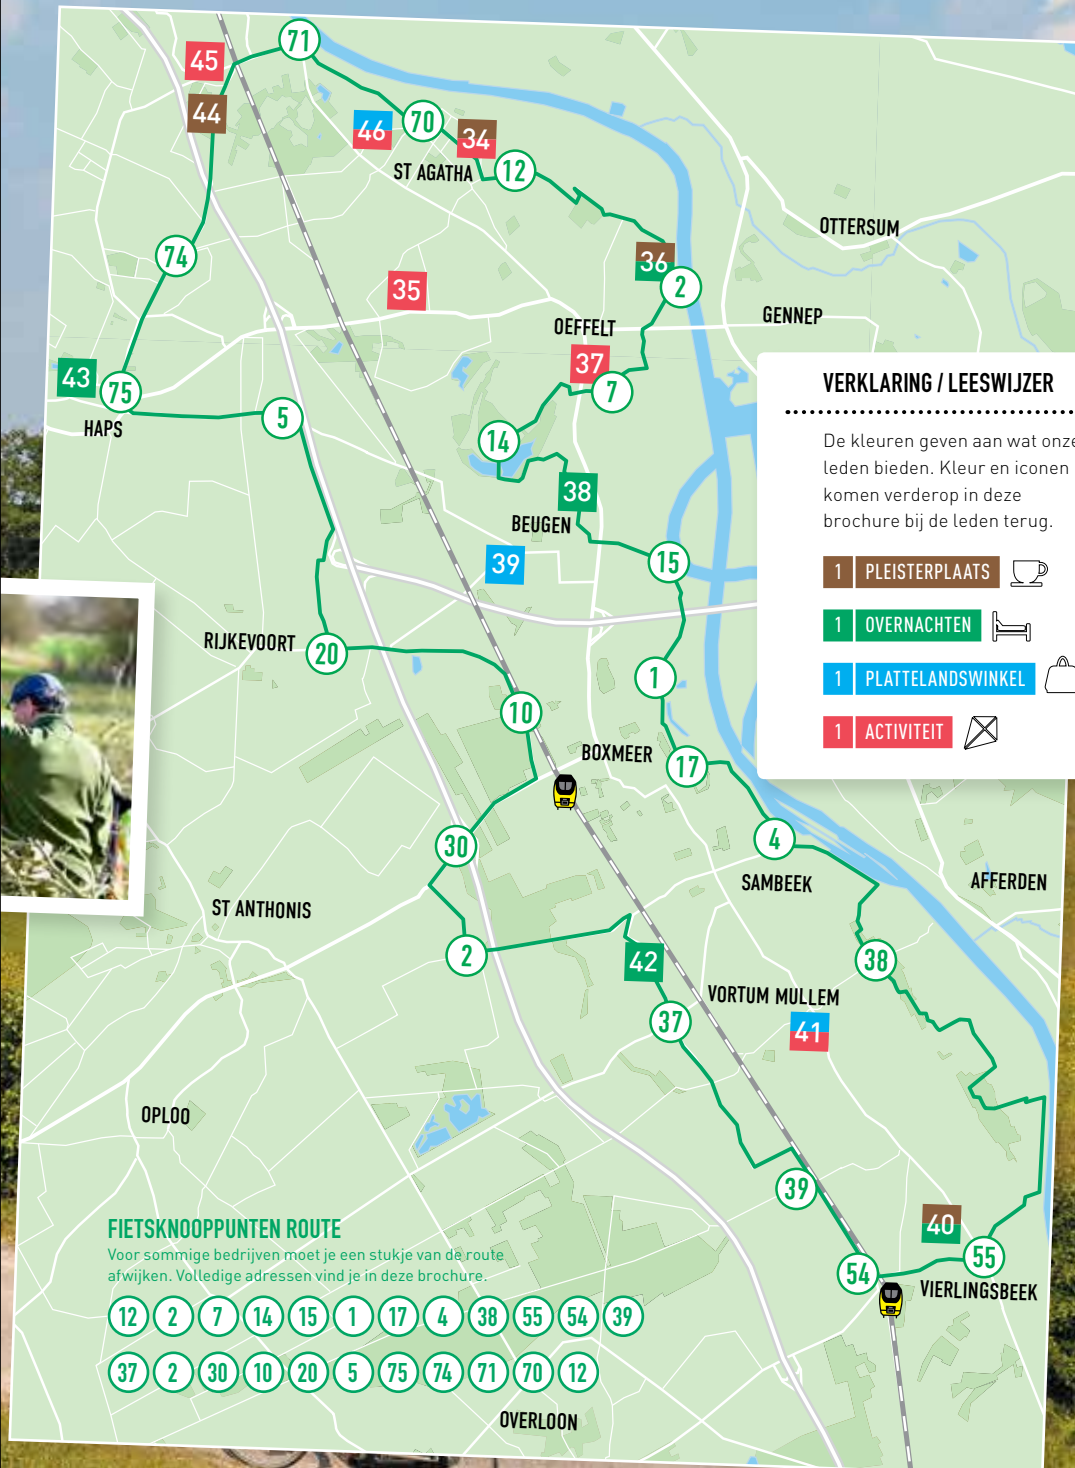 71
45
44
46
70
34
ST AGATHA
12
OTTERSUM
74
36
2
35
GENNEP
OEFFELT
37
7
43
75
HAPS
5
14
38
BEUGEN
39
15
VERKLARING / LEESWIJZER
De kleuren geven aan wat onze
leden bieden. Kleur en iconen
komen verderop in deze
brochure bij de leden terug.
1 PLEISTERPLAATS
1 OVERNACHTEN
1 PLATTELANDSWINKEL
1 ACTIVITEIT
RIJKEVOORT
20
1
10
BOXMEER
17
30
4
SAMBEEK
AFFERDEN
ST ANTHONIS
2
42
38
VORTUM MULLEM
37
41
OPLOO
39
40
54
55
VIERLINGSBEEK
FIETSKNOOPPUNTEN ROUTE
Voor sommige bedrijven moet je een stukje van de route
afwijken. Volledige adressen vind je in deze brochure.
12 2 7 14 15 1 17 4 38 55 54 39
37 2 30 10 20 5 75 74 71 70 12
OVERLOON